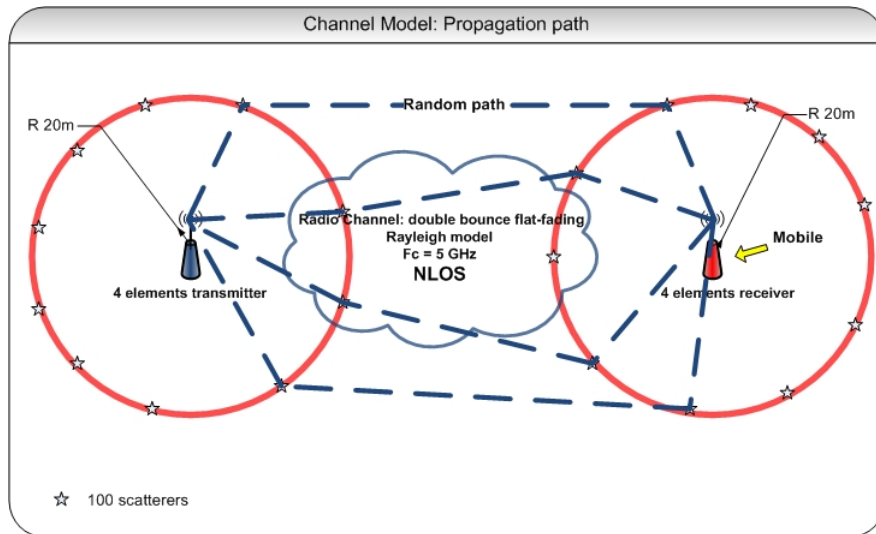 Channel Model: Propagation path
R 20m
Random path
R 20m
Radio Channel: double bounce flat-fading
Rayleigh model
Fc = 5 GHz
NLOS
Mobile
4 elements transmitter
4 elements receiver
100 scatterers